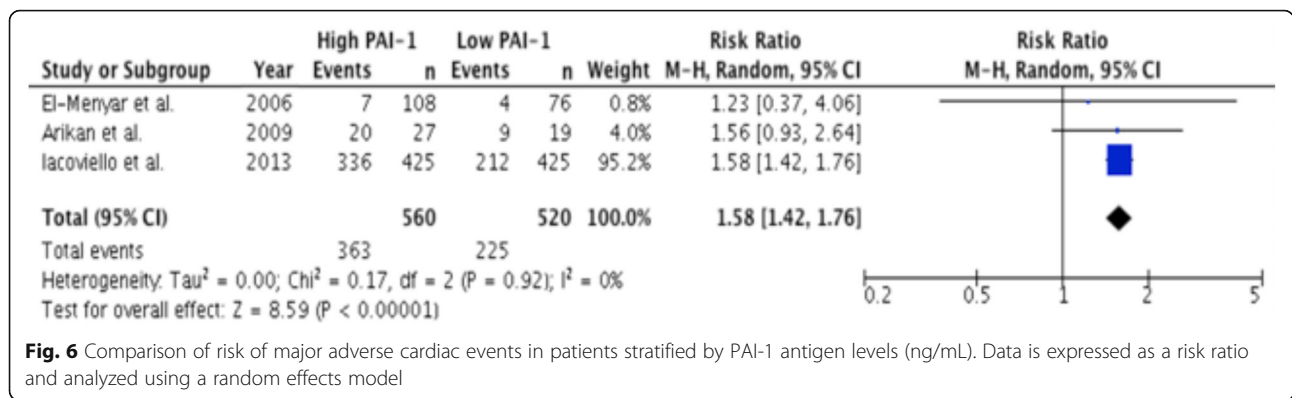 High PAI-1 Low PAI-1 Risk Ratio Risk Ratio
Study or Subgroup Year Events n Events n Weight M-H, Random, 95% CI M-H, Random, 95% CI
El-Menyar et al. 2006 7 108 4 76 0.8% 1.23 [0.37, 4.06]
Arikan et al. 2009 20 27 9 19 4.0% 1.56 [0.93, 2.64]
Iacoviello et al. 2013 336 425 212 425 95.2% 1.58 [1.42, 1.76]
Total (95% CI) 560 520 100.0% 1.58 [1.42, 1.76]
Total events 363 225
Heterogeneity: Tau² = 0.00; Chi² = 0.17, df = 2 (P = 0.92); I² = 0%
Test for overall effect: Z = 8.59 (P < 0.00001)
0.2 0.5 1 2 5
Fig. 6 Comparison of risk of major adverse cardiac events in patients stratified by PAI-1 antigen levels (ng/mL). Data is expressed as a risk ratio
and analyzed using a random effects model